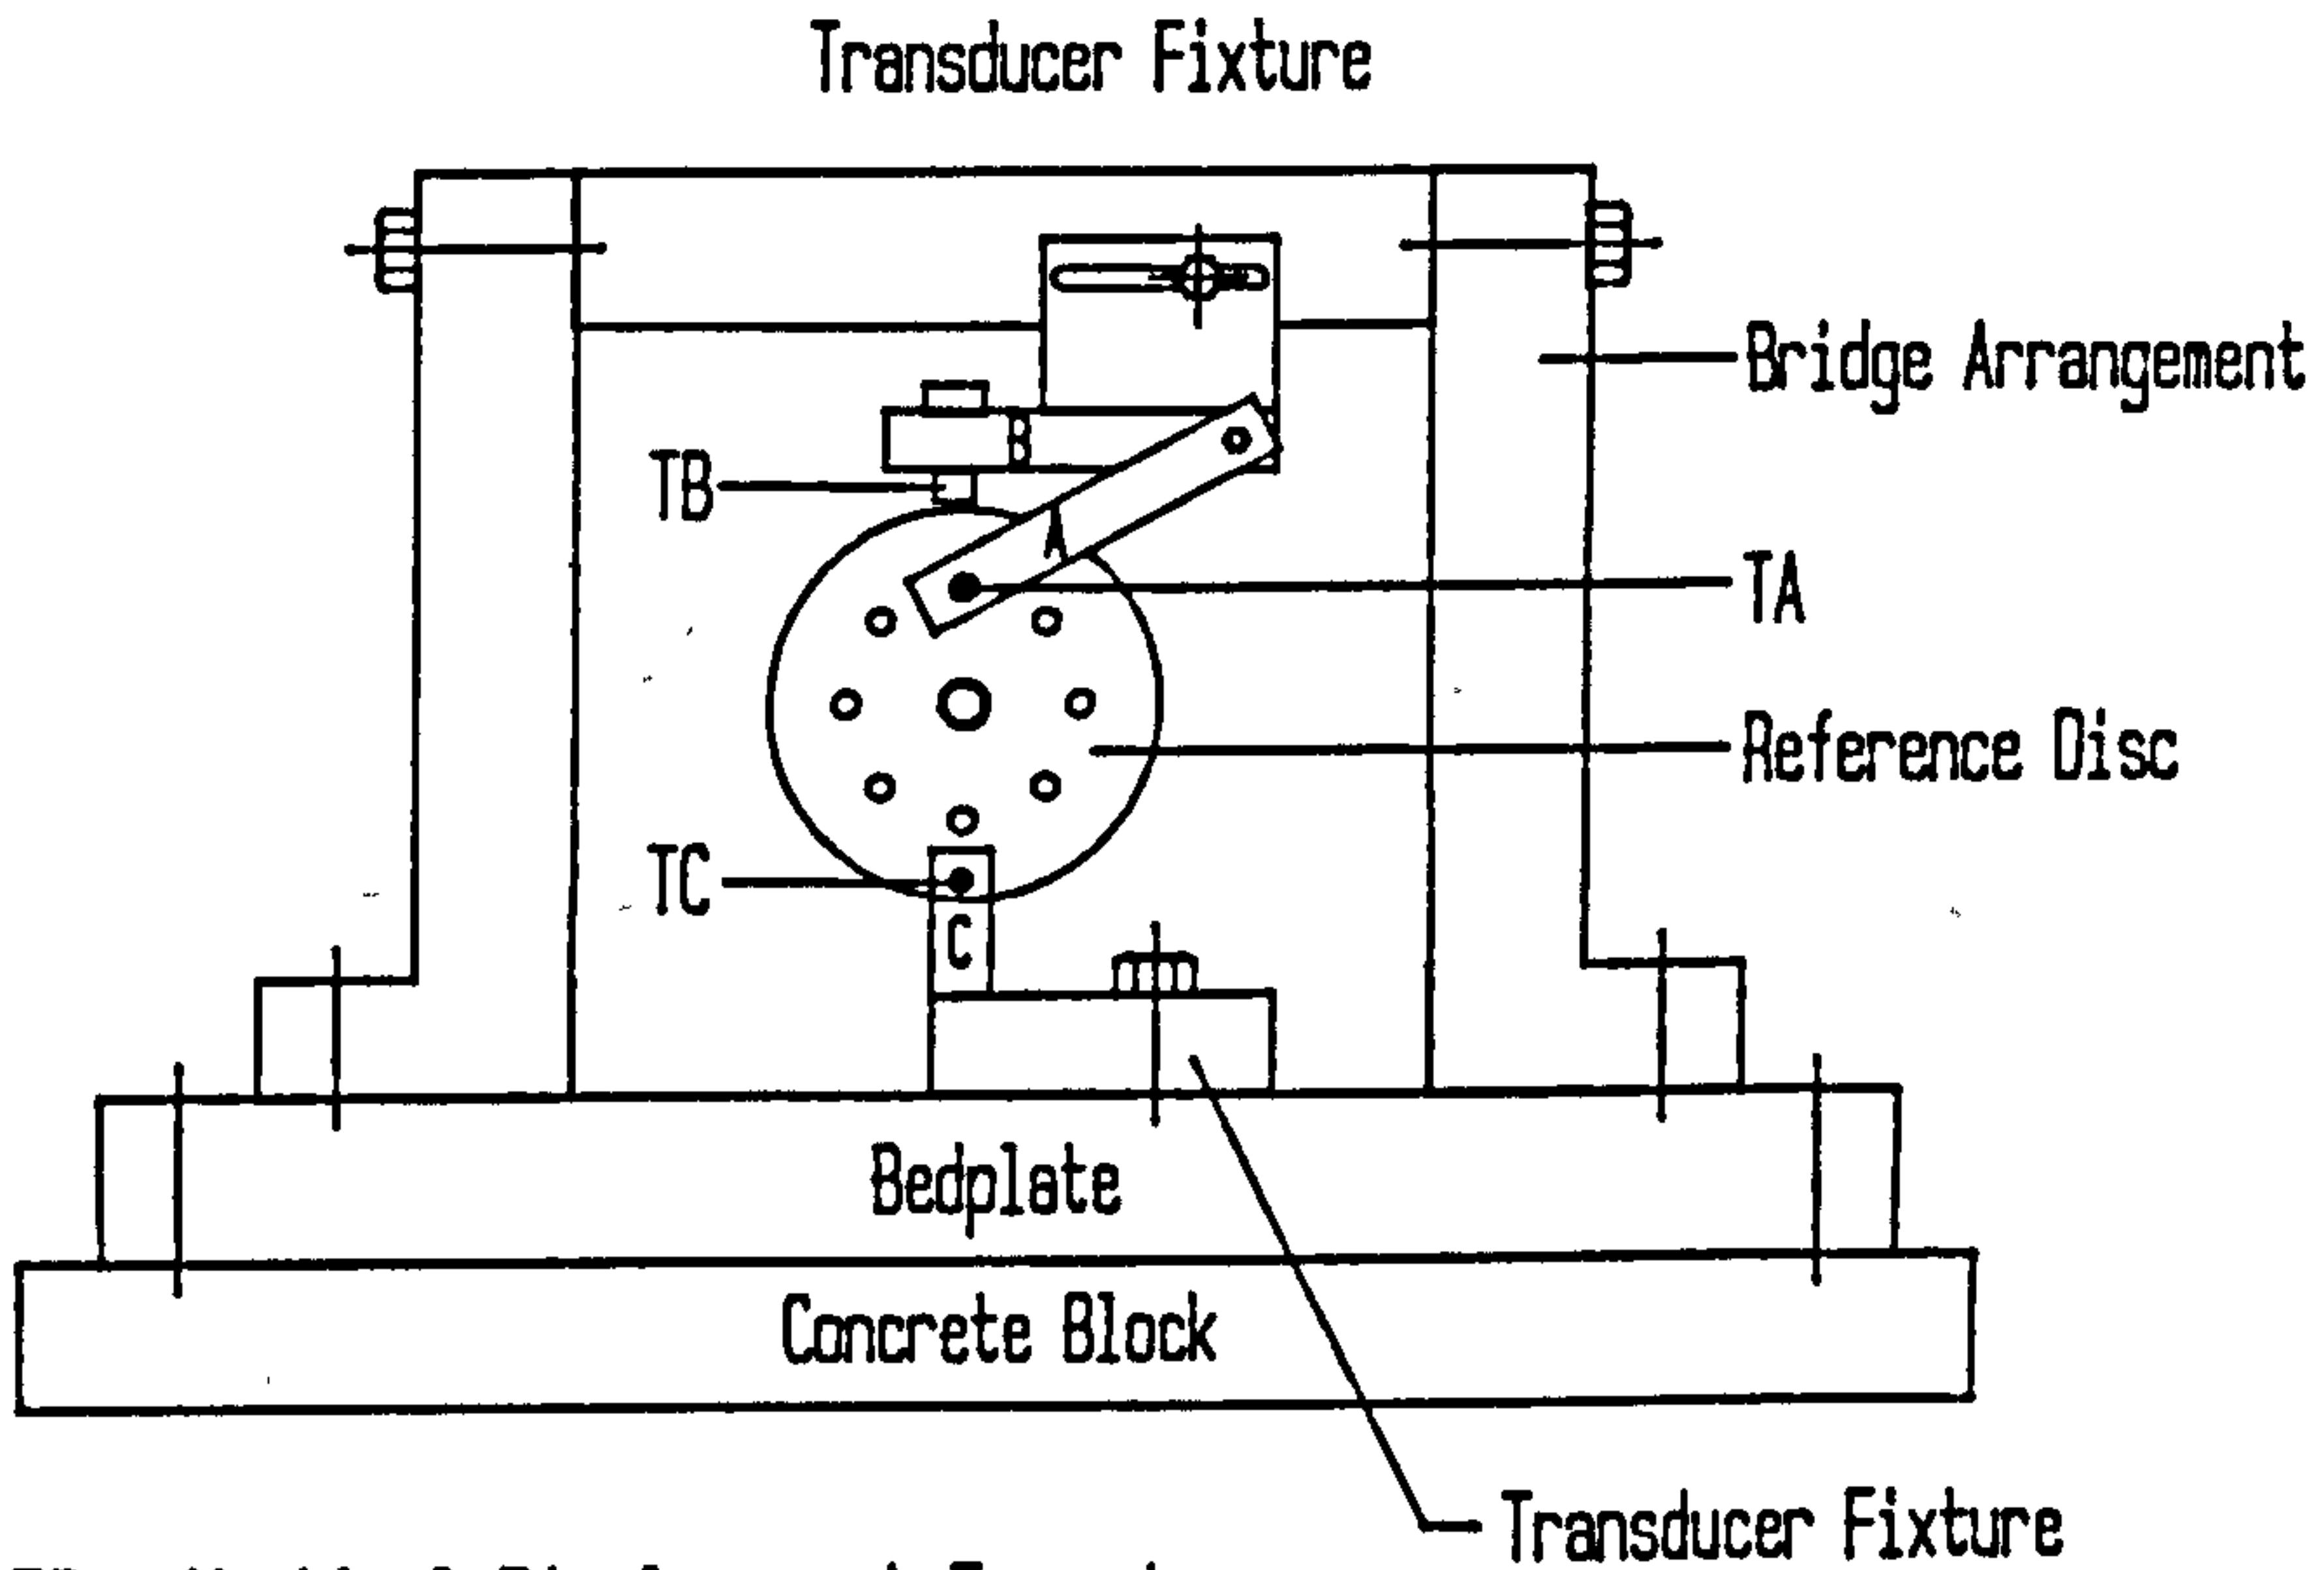 Transducer Fixture
Bridge Arrangement
B
TB
A
TA
Reference Disc
TC
C
Bedplate
Concrete Block
Transducer Fixture